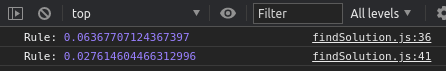 top Filter All levels
Rule: 0.06367707124367397 findSolution.js:36
Rule: 0.027614604466312996 findSolution.js:41